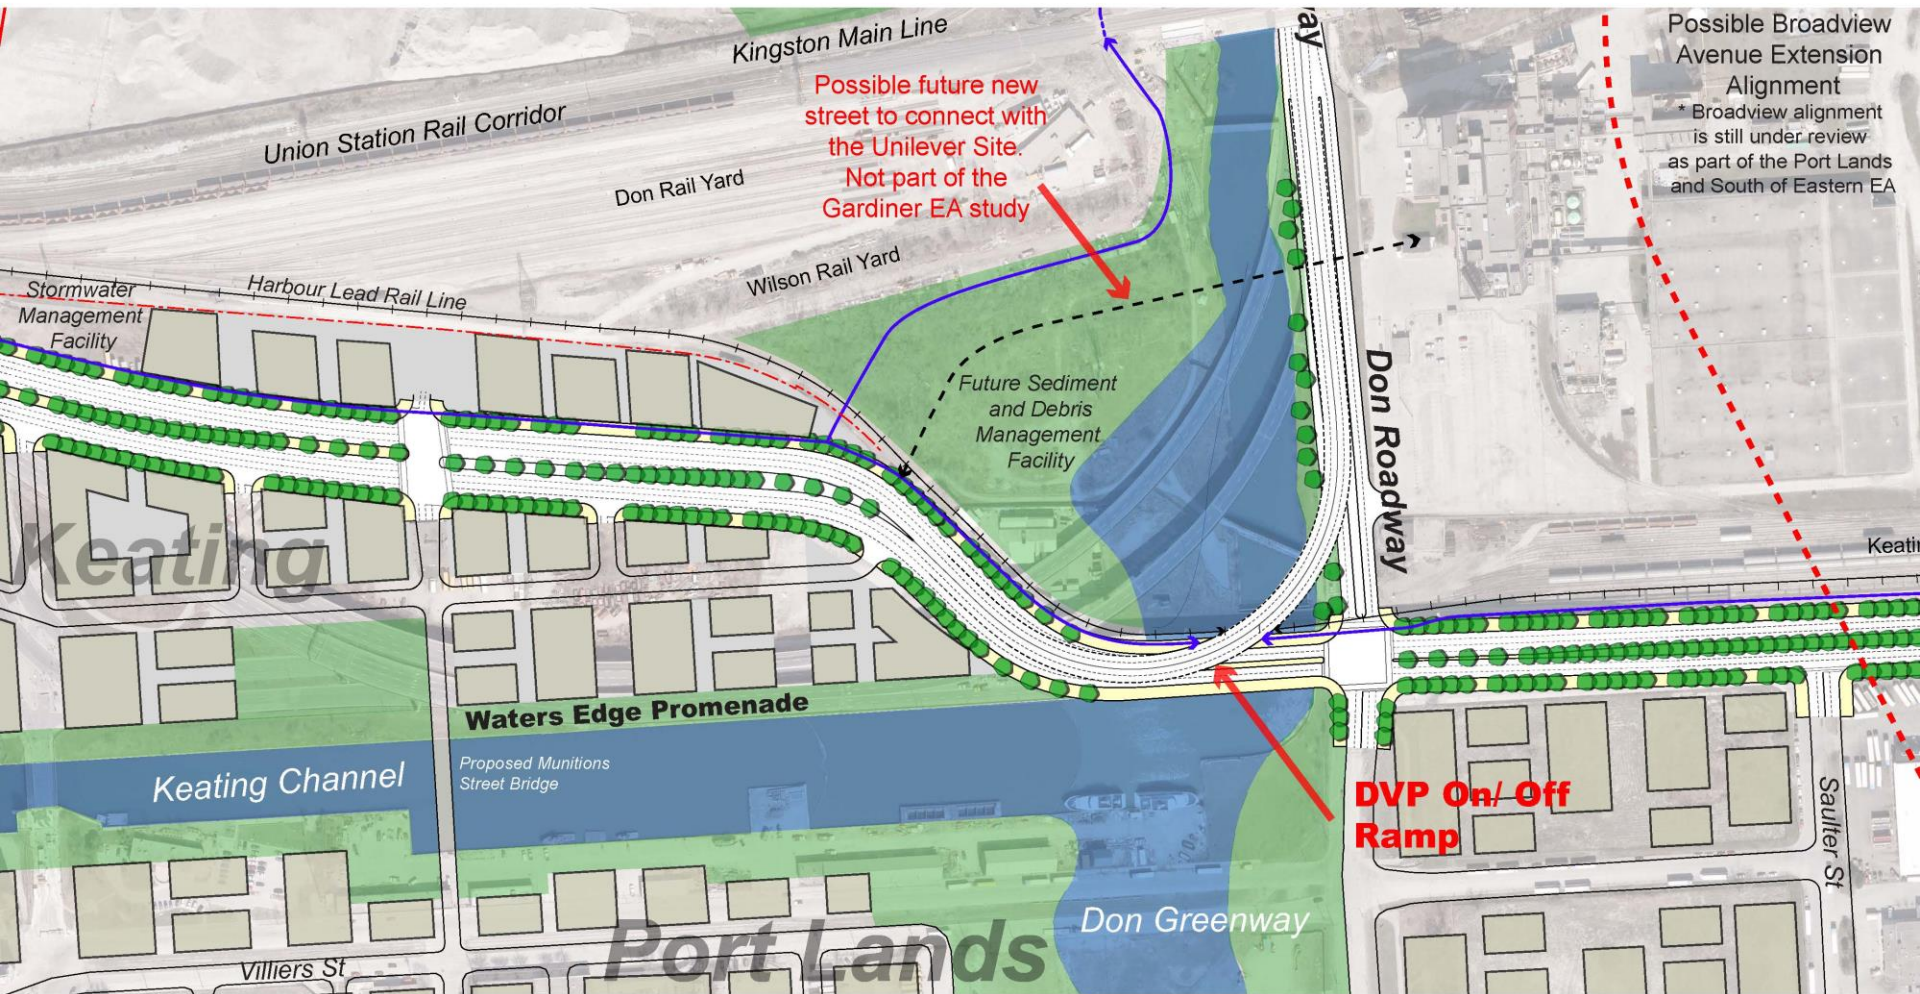 Kingston Main Line
Possible Broadview
Avenue Extension
Alignment
* Broadview alignment
is still under review
as part of the Port Lands
and South of Eastern EA
Possible future new
street to connect with
the Unilever Site.
Not part of the
Gardiner EA study
Union Station Rail Corridor
Don Rail Yard
Wilson Rail Yard
Harbour Lead Rail Line
Stormwater
Management
Facility
Future Sediment
and Debris
Management
Facility
Don Roadway
Keating
Waters Edge Promenade
Keating Channel
Proposed Munitions
Street Bridge
DVP On/ Off
Ramp
Saulter St
Don Greenway
Port Lands
Villiers St